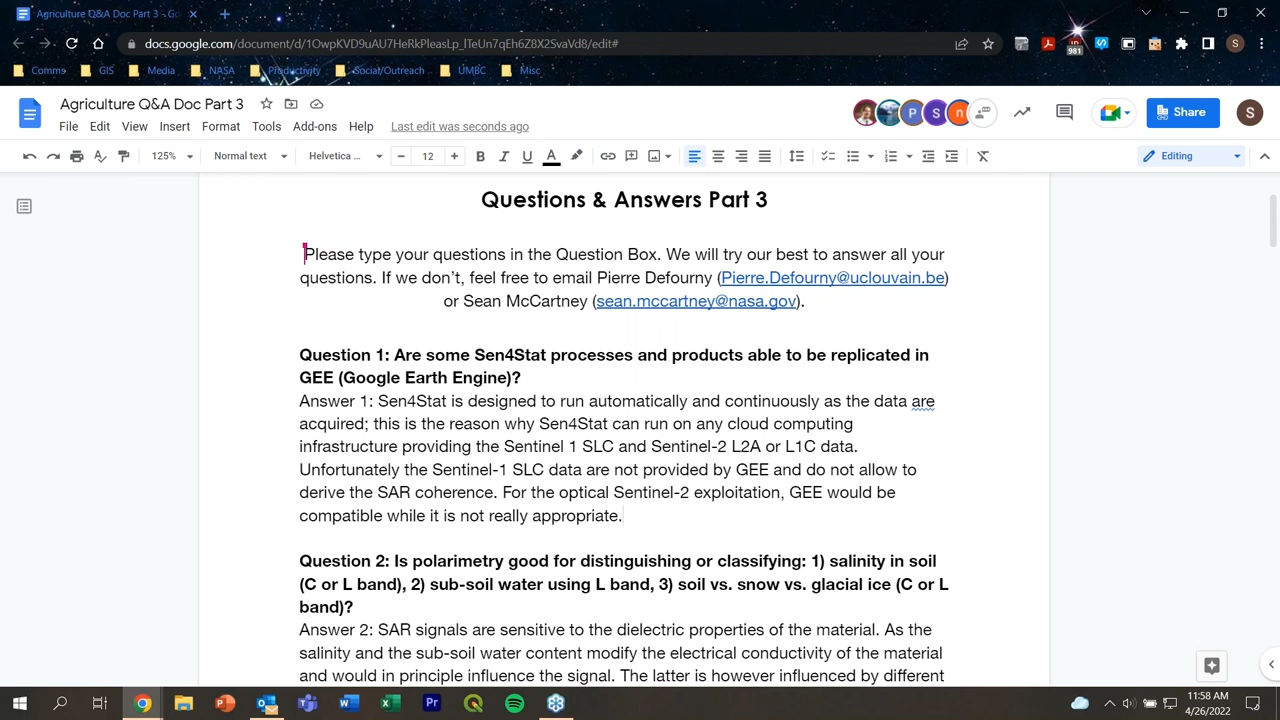 Agriculture Q&A Doc Part 3 - Go
docs.google.com/document/d/1OwpKVD9uAU7HeRkPleasLp_lTeUn7qEh6Z8X2SvaVd8/edit#
981
S
Comms
GIS
Media
NASA
Productivity
Social/Outreach
UMBC
Misc
Agriculture Q&A Doc Part 3
P
S
n
Share
S
File Edit View Insert Format Tools Add-ons Help Last edit was seconds ago
125% Normal text Helvetica ... 12 B I U A Editing
Questions & Answers Part 3
Please type your questions in the Question Box. We will try our best to answer all your
questions. If we don’t, feel free to email Pierre Defourny (Pierre.Defourny@uclouvain.be)
or Sean McCartney (sean.mccartney@nasa.gov).
Question 1: Are some Sen4Stat processes and products able to be replicated in
GEE (Google Earth Engine)?
Answer 1: Sen4Stat is designed to run automatically and continuously as the data are
acquired; this is the reason why Sen4Stat can run on any cloud computing
infrastructure providing the Sentinel 1 SLC and Sentinel-2 L2A or L1C data.
Unfortunately the Sentinel-1 SLC data are not provided by GEE and do not allow to
derive the SAR coherence. For the optical Sentinel-2 exploitation, GEE would be
compatible while it is not really appropriate.
Question 2: Is polarimetry good for distinguishing or classifying: 1) salinity in soil
(C or L band), 2) sub-soil water using L band, 3) soil vs. snow vs. glacial ice (C or L
band)?
Answer 2: SAR signals are sensitive to the dielectric properties of the material. As the
salinity and the sub-soil water content modify the electrical conductivity of the material
and would in principle influence the signal. The latter is however influenced by different
11:58 AM
4/26/2022